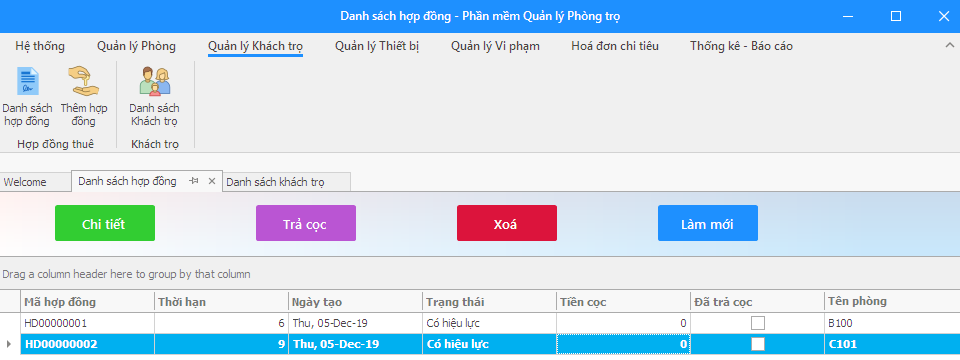 Danh sách hợp đồng - Phần mềm Quản lý Phòng trọ
Hệ thống Quản lý Phòng Quản lý Khách trọ Quản lý Thiết bị Quản lý Vi phạm Hoá đơn chi tiêu Thống kê - Báo cáo
Danh sách hợp đồng
Thêm hợp đồng
Danh sách Khách trọ
Hợp đồng thuê Khách trọ
Welcome Danh sách hợp đồng Danh sách khách trọ
Chi tiết Trả cọc Xoá Làm mới
Drag a column header here to group by that column
Mã hợp đồng Thời hạn Ngày tạo Trạng thái Tiền cọc Đã trả cọc Tên phòng
HD00000001 6 Thu, 05-Dec-19 Có hiệu lực 0 B100
HD00000002 9 Thu, 05-Dec-19 Có hiệu lực 0 C101